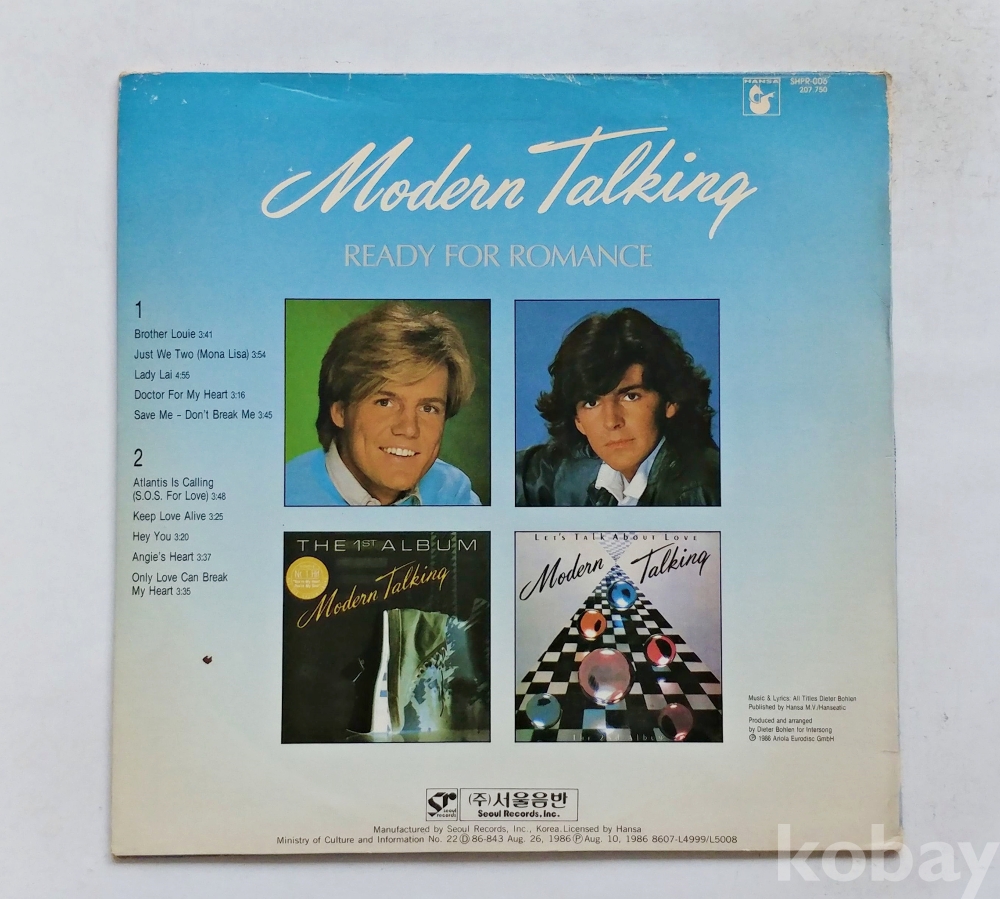 HANSA
SHPR-006
207 750
Modern Talking
READY FOR ROMANCE
1
Brother Louie 3:41
Just We Two (Mona Lisa) 3:54
Lady Lai 4:55
Doctor For My Heart 3:16
Save Me – Don't Break Me 3:45
2
Atlantis Is Calling
(S.O.S. For Love) 3:48
Keep Love Alive 3:25
Hey You 3:20
Angie's Heart 3:37
Only Love Can Break
My Heart 3:35
THE 1ST ALBUM
Modern Talking
LET'S TALK ABOUT LOVE
Modern Talking
Music & Lyrics: All Titles Dieter Bohlen
Published by Hansa M.V./Hanseatic
Produced and arranged
by Dieter Bohlen for Intersong
℗ 1986 Ariola Eurodisc GmbH
seoul
records
(주)서울음반
Seoul Records, Inc.
Manufactured by Seoul Records, Inc., Korea. Licensed by Hansa
Ministry of Culture and Information No. 22 Ⓓ 86-843 Aug. 26, 1986 Ⓟ Aug. 10, 1986 8607-L4999/L5008
kobay